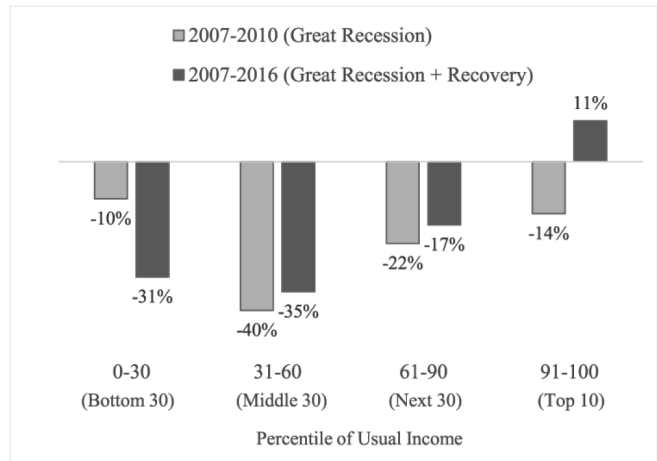 2007-2010 (Great Recession)
2007-2016 (Great Recession + Recovery)
11%
-10%
-31%
-40%
-35%
-22%
-17%
-14%
0-30
31-60
61-90
91-100
(Bottom 30)
(Middle 30)
(Next 30)
(Top 10)
Percentile of Usual Income